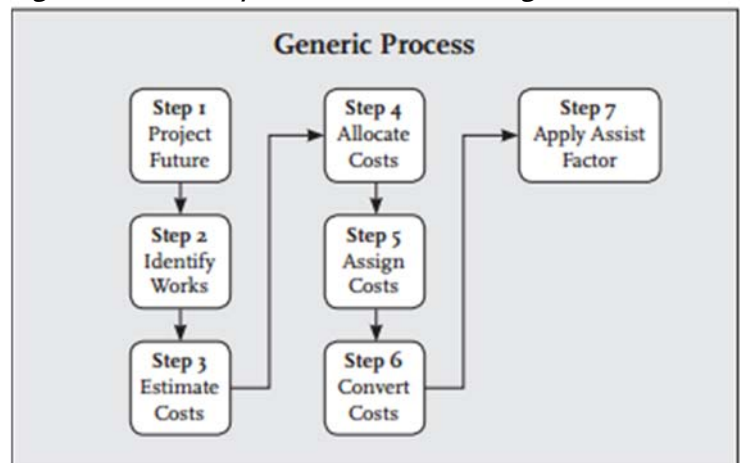 Generic Process
Step 1
Project
Future
Step 2
Identify
Works
Step 3
Estimate
Costs
Step 4
Allocate
Costs
Step 5
Assign
Costs
Step 6
Convert
Costs
Step 7
Apply Assist
Factor